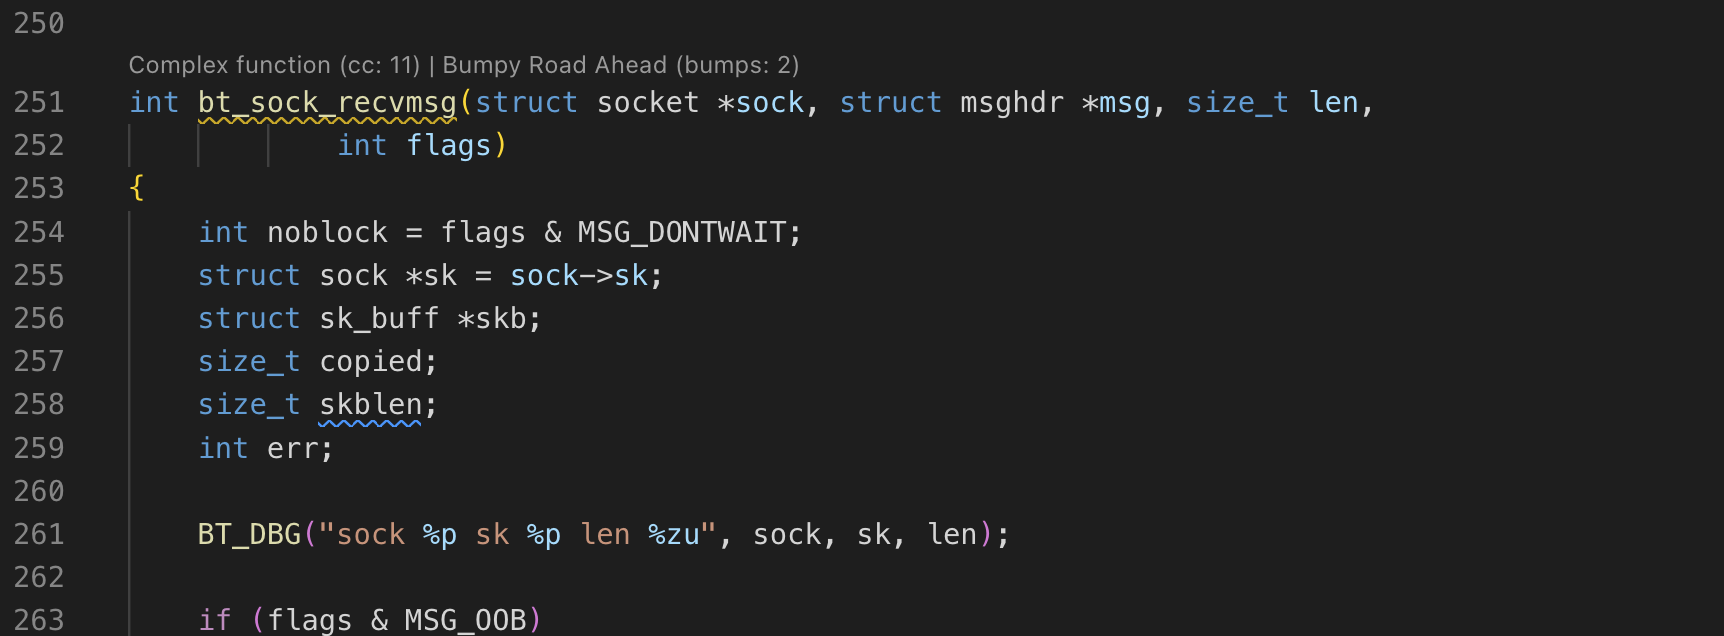 250
Complex function (cc: 11) | Bumpy Road Ahead (bumps: 2)
251 int bt_sock_recvmsg(struct socket *sock, struct msghdr *msg, size_t len,
252 int flags)
253 {
254 int noblock = flags & MSG_DONTWAIT;
255 struct sock *sk = sock->sk;
256 struct sk_buff *skb;
257 size_t copied;
258 size_t skblen;
259 int err;
260
261 BT_DBG("sock %p sk %p len %zu", sock, sk, len);
262
263 if (flags & MSG_OOB)